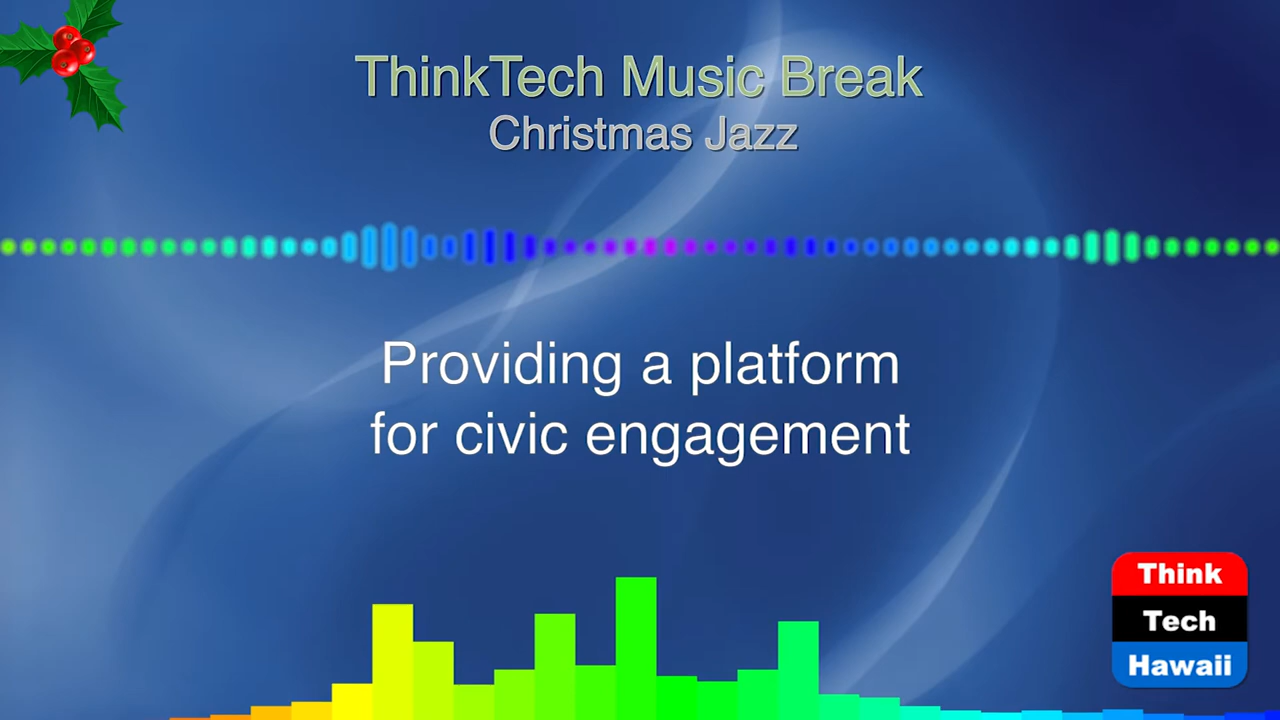 ThinkTech Music Break
Christmas Jazz
Providing a platform
for civic engagement
Think
Tech
Hawaii